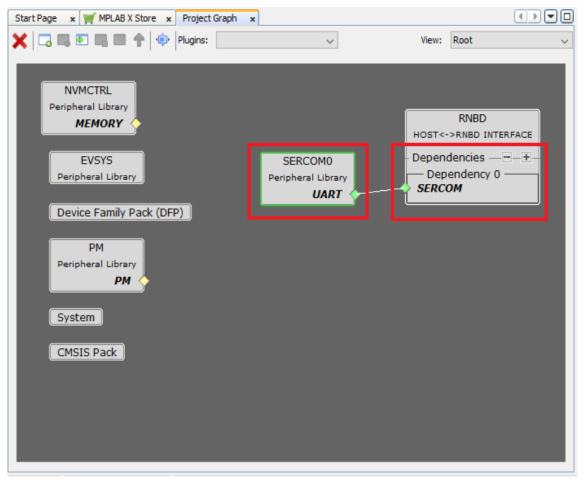 Start Page x MPLAB X Store x Project Graph x
Plugins: View: Root
NVMCTRL
Peripheral Library
MEMORY
EVSYS
Peripheral Library
Device Family Pack (DFP)
PM
Peripheral Library
PM
System
CMSIS Pack
SERCOM0
Peripheral Library
UART
RNBD
HOST<->RNBD INTERFACE
Dependencies
Dependency 0
SERCOM